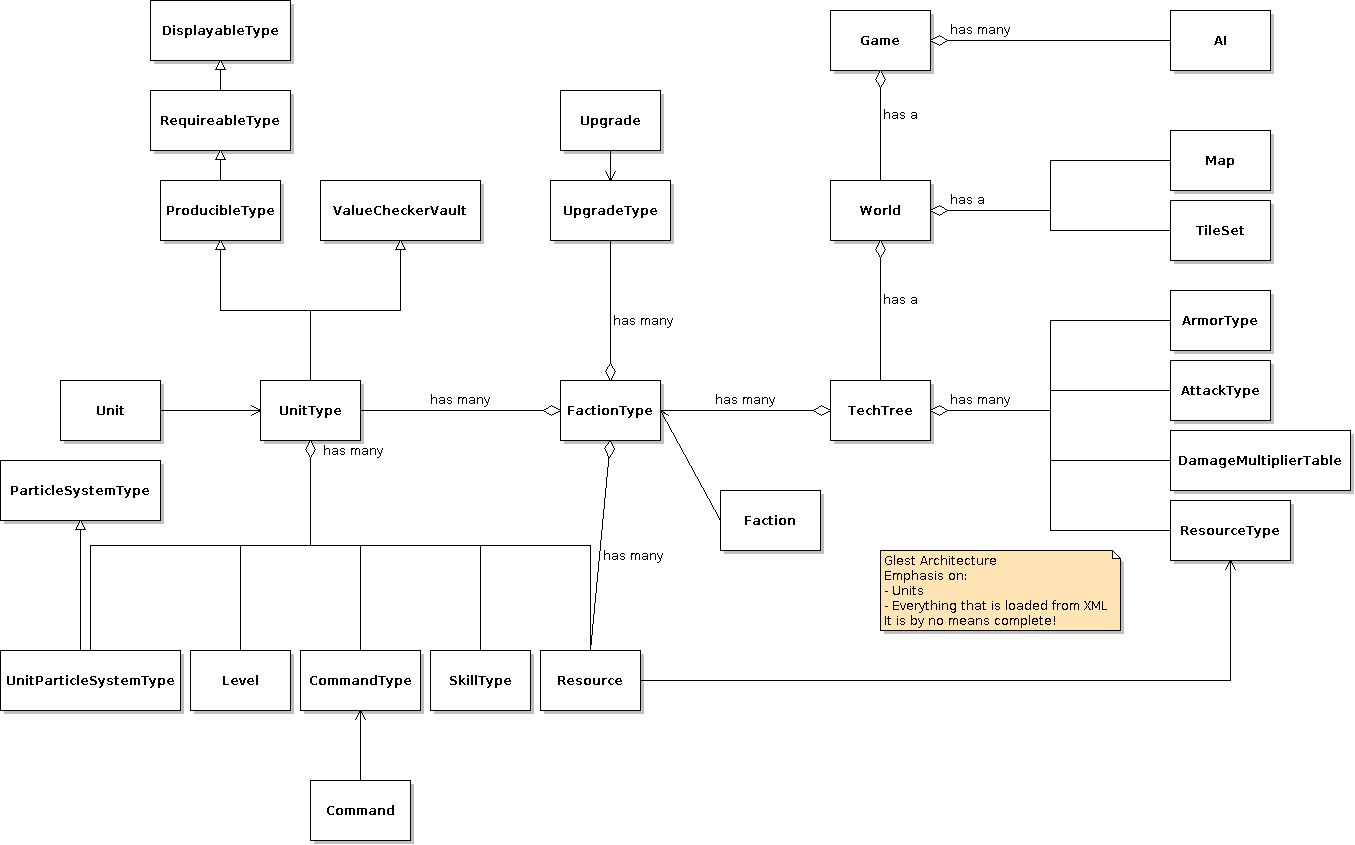 DisplayableType
Game
has many
AI
RequireableType
Upgrade
has a
Map
ProducibleType
ValueCheckerVault
UpgradeType
World
has a
TileSet
has a
has many
ArmorType
Unit
UnitType
has many
FactionType
has many
TechTree
has many
AttackType
has many
ParticleSystemType
DamageMultiplierTable
Faction
ResourceType
has many
Glest Architecture
Emphasis on:
- Units
- Everything that is loaded from XML
It is by no means complete!
UnitParticleSystemType
Level
CommandType
SkillType
Resource
Command